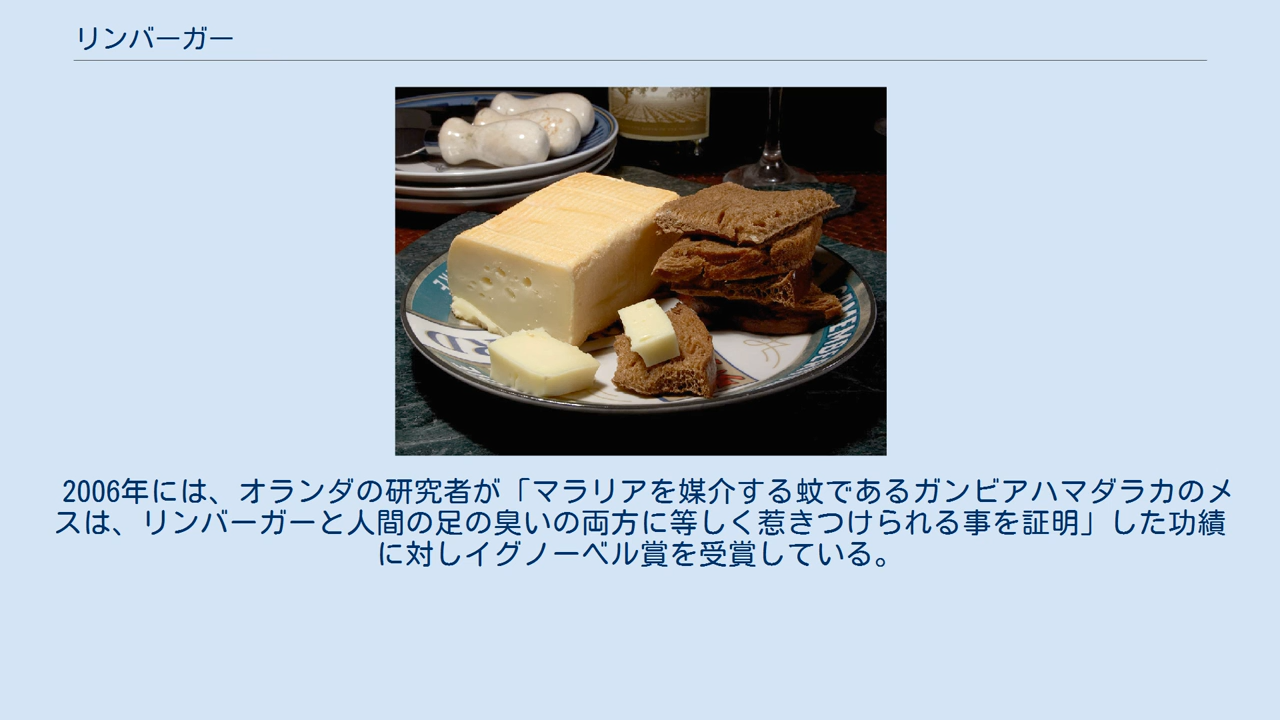 リンバーガー
2006年には、オランダの研究者が「マラリアを媒介する蚊であるガンビアハマダラカのメ
スは、リンバーガーと人間の足の臭いの両方に等しく惹きつけられる事を証明」した功績
に対しイグノーベル賞を受賞している。